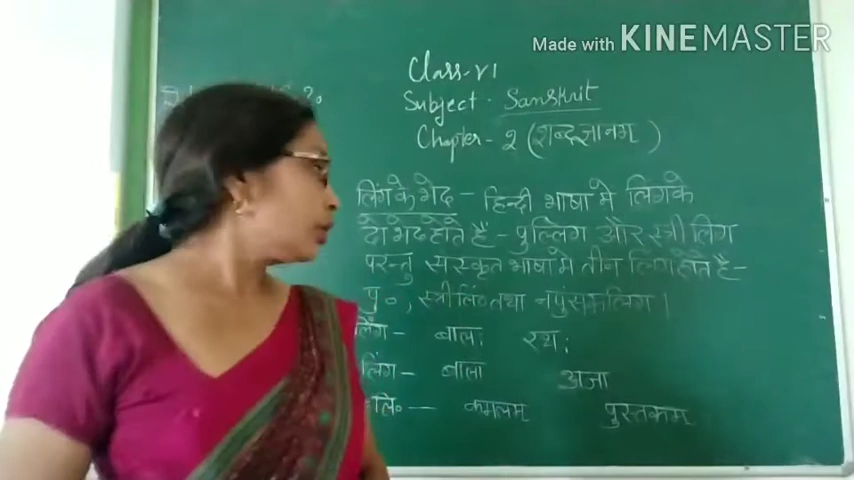 Made with KINEMASTER
Class-VI
Subject - Sanskrit
Chapter - 2 (शब्दज्ञानम्)
लिंग के भेद - हिन्दी भाषा मे लिंग के
दो भेद होते हैं - पुल्लिंग और स्त्री लिंग
परन्तु संस्कृत भाषा मे तीन लिंग होते है-
पु०, स्त्रीलिंग तथा नपुंसकलिंग।
लिंग - बालः रथः
लिंग - बाला अजा
लिं० - कमलम् पुस्तकम्